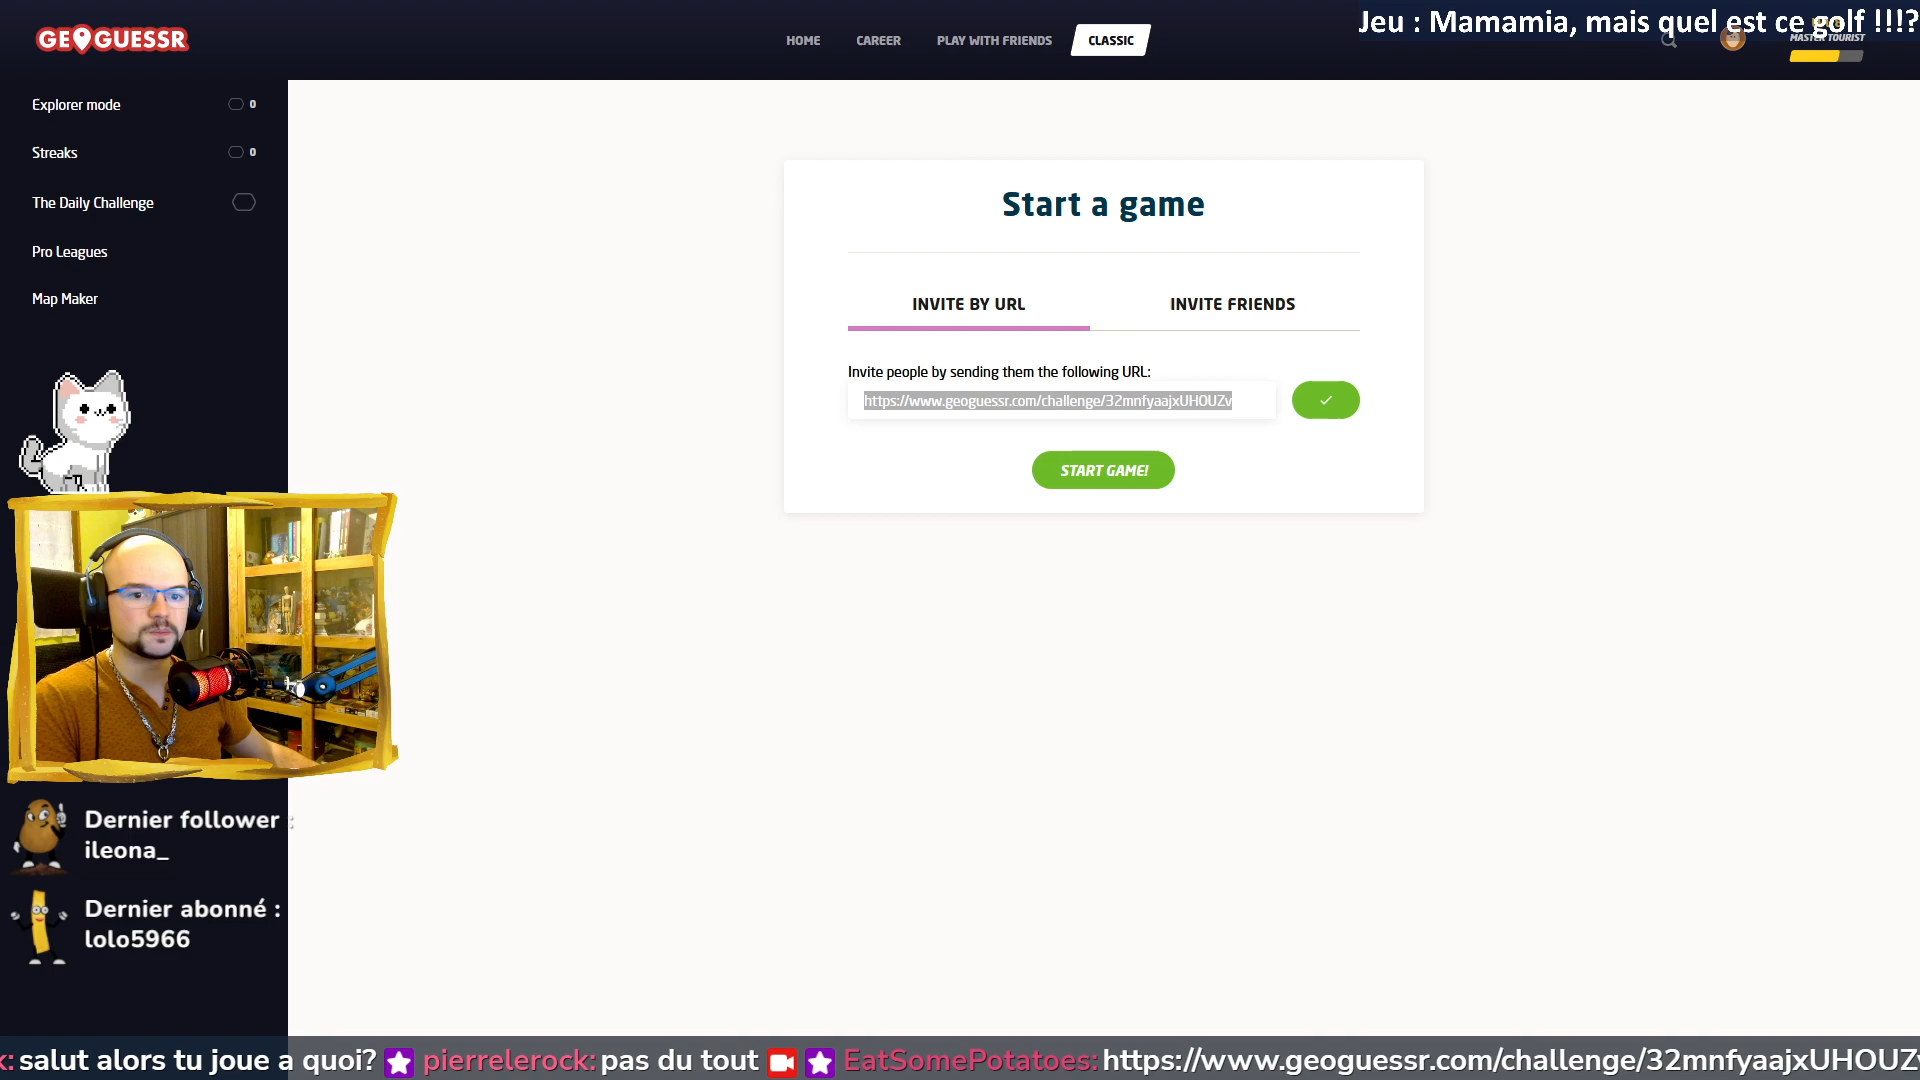 Jeu : Mamamia, mais quel est ce golf !!!?
GEOGUESSR
HOME
CAREER
PLAY WITH FRIENDS
CLASSIC
MASTER TOURIST
Explorer mode
0
Streaks
0
The Daily Challenge
Pro Leagues
Map Maker
Start a game
INVITE BY URL
INVITE FRIENDS
Invite people by sending them the following URL:
https://www.geoguessr.com/challenge/32mnfyaajxUHOUZv
START GAME!
Dernier follower :
ileona_
Dernier abonné :
lolo5966
k: salut alors tu joue a quoi? pierrelerock: pas du tout EatSomePotatoes: https://www.geoguessr.com/challenge/32mnfyaajxUHOUZv